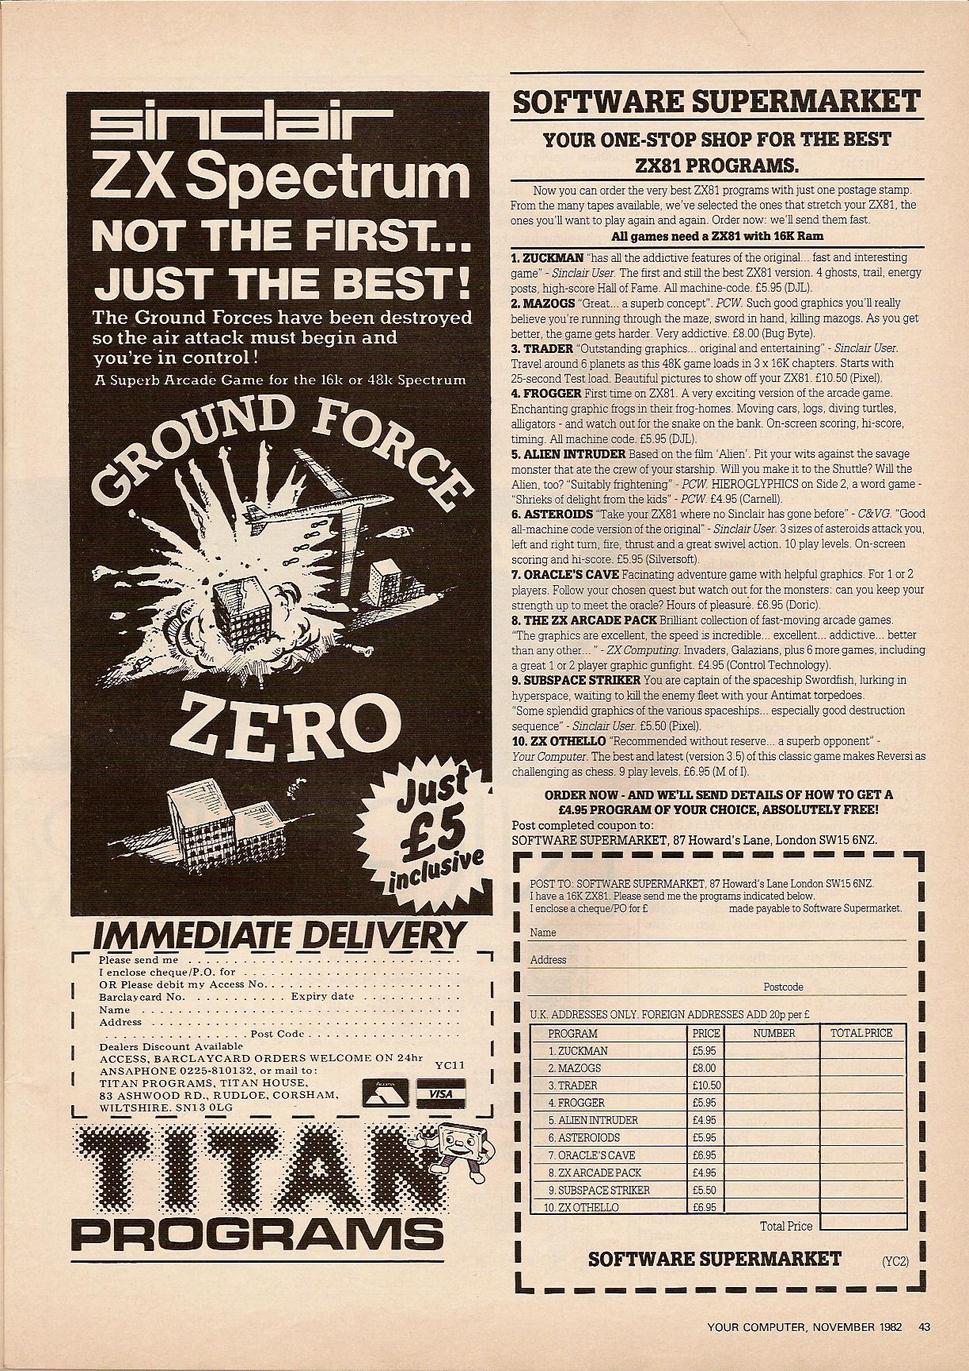 sinclair
ZX Spectrum
NOT THE FIRST...
JUST THE BEST!
The Ground Forces have been destroyed
so the air attack must begin and
you're in control!
A Superb Arcade Game for the 16k or 48k Spectrum
GROUND FORCE
ZERO
Just
£5
inclusive
IMMEDIATE DELIVERY
Please send me
I enclose cheque/P.O. for
OR Please debit my Access No.
Barclaycard No. Expiry date
Name
Address
Post Code
Dealers Discount Available
ACCESS, BARCLAYCARD ORDERS WELCOME ON 24hr
ANSAPHONE 0225-810132, or mail to: YC11
TITAN PROGRAMS, TITAN HOUSE,
83 ASHWOOD RD., RUDLOE, CORSHAM,
WILTSHIRE. SN13 0LG
VISA
TITAN
PROGRAMS
SOFTWARE SUPERMARKET
YOUR ONE-STOP SHOP FOR THE BEST
ZX81 PROGRAMS.
Now you can order the very best ZX81 programs with just one postage stamp.
From the many tapes available, we've selected the ones that stretch your ZX81, the
ones you'll want to play again and again. Order now: we'll send them fast.
All games need a ZX81 with 16K Ram
1. ZUCKMAN "has all the addictive features of the original... fast and interesting
game" - Sinclair User. The first and still the best ZX81 version. 4 ghosts, trail, energy
posts, high-score Hall of Fame. All machine-code. £5.95 (DJL).
2. MAZOGS "Great... a superb concept". PCW. Such good graphics you'll really
believe you're running through the maze, sword in hand, killing mazogs. As you get
better, the game gets harder. Very addictive. £8.00 (Bug Byte).
3. TRADER "Outstanding graphics... original and entertaining" - Sinclair User.
Travel around 6 planets as this 48K game loads in 3 x 16K chapters. Starts with
25-second Test load. Beautiful pictures to show off your ZX81. £10.50 (Pixel).
4. FROGGER First time on ZX81. A very exciting version of the arcade game.
Enchanting graphic frogs in their frog-homes. Moving cars, logs, diving turtles,
alligators - and watch out for the snake on the bank. On-screen scoring, hi-score,
timing. All machine code. £5.95 (DJL).
5. ALIEN INTRUDER Based on the film 'Alien'. Pit your wits against the savage
monster that ate the crew of your starship. Will you make it to the Shuttle? Will the
Alien, too? "Suitably frightening" - PCW. HIEROGLYPHICS on Side 2, a word game -
"Shrieks of delight from the kids" - PCW. £4.95 (Carnell).
6. ASTEROIDS "Take your ZX81 where no Sinclair has gone before" - C&VG. "Good
all-machine code version of the original" - Sinclair User. 3 sizes of asteroids attack you,
left and right turn, fire, thrust and a great swivel action. 10 play levels. On-screen
scoring and hi-score. £5.95 (Silversoft).
7. ORACLE'S CAVE Facinating adventure game with helpful graphics. For 1 or 2
players. Follow your chosen quest but watch out for the monsters: can you keep your
strength up to meet the oracle? Hours of pleasure. £6.95 (Doric).
8. THE ZX ARCADE PACK Brilliant collection of fast-moving arcade games.
"The graphics are excellent, the speed is incredible... excellent... addictive... better
than any other... " - ZX Computing. Invaders, Galazians, plus 6 more games, including
a great 1 or 2 player graphic gunfight. £4.95 (Control Technology).
9. SUBSPACE STRIKER You are captain of the spaceship Swordfish, lurking in
hyperspace, waiting to kill the enemy fleet with your Antimat torpedoes.
"Some splendid graphics of the various spaceships... especially good destruction
sequence" - Sinclair User. £5.50 (Pixel).
10. ZX OTHELLO "Recommended without reserve... a superb opponent" -
Your Computer. The best and latest (version 3.5) of this classic game makes Reversi as
challenging as chess. 9 play levels. £6.95 (M of I).
ORDER NOW - AND WE'LL SEND DETAILS OF HOW TO GET A
£4.95 PROGRAM OF YOUR CHOICE, ABSOLUTELY FREE!
Post completed coupon to:
SOFTWARE SUPERMARKET, 87 Howard's Lane, London SW15 6NZ.
POST TO: SOFTWARE SUPERMARKET, 87 Howard's Lane London SW15 6NZ.
I have a 16K ZX81. Please send me the programs indicated below.
I enclose a cheque/PO for £ made payable to Software Supermarket.
Name
Address
Postcode
U.K. ADDRESSES ONLY. FOREIGN ADDRESSES ADD 20p per £
PROGRAM PRICE NUMBER TOTAL PRICE
1. ZUCKMAN £5.95
2. MAZOGS £8.00
3. TRADER £10.50
4. FROGGER £5.95
5. ALIEN INTRUDER £4.95
6. ASTEROIODS £5.95
7. ORACLE'S CAVE £6.95
8. ZX ARCADE PACK £4.95
9. SUBSPACE STRIKER £5.50
10. ZX OTHELLO £6.95
Total Price
SOFTWARE SUPERMARKET (YC2)
YOUR COMPUTER, NOVEMBER 1982 43